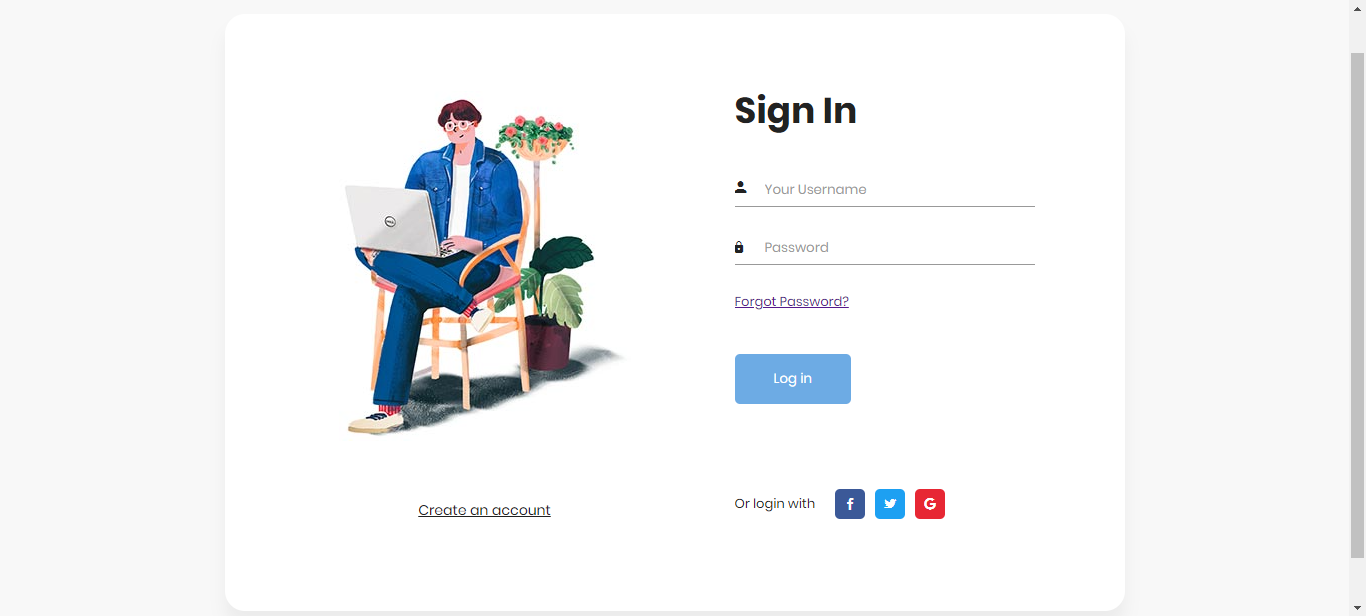 Sign In
Your Username
Password
Forgot Password?
Log in
Create an account
Or login with